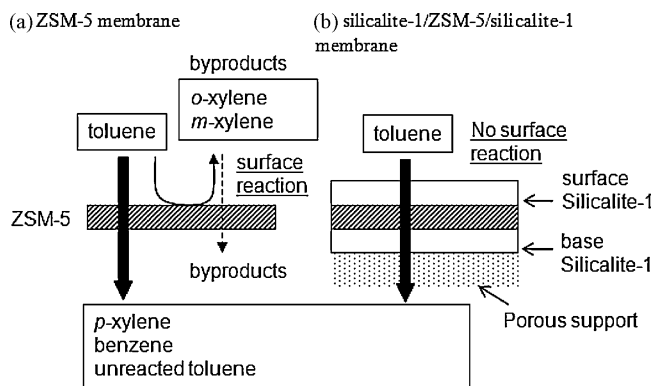 (a) ZSM-5 membrane
(b) silicalite-1/ZSM-5/silicalite-1
membrane
byproducts
o-xylene
m-xylene
toluene
surface
reaction
ZSM-5
byproducts
toluene
No surface
reaction
surface
Silicalite-1
base
Silicalite-1
Porous support
p-xylene
benzene
unreacted toluene